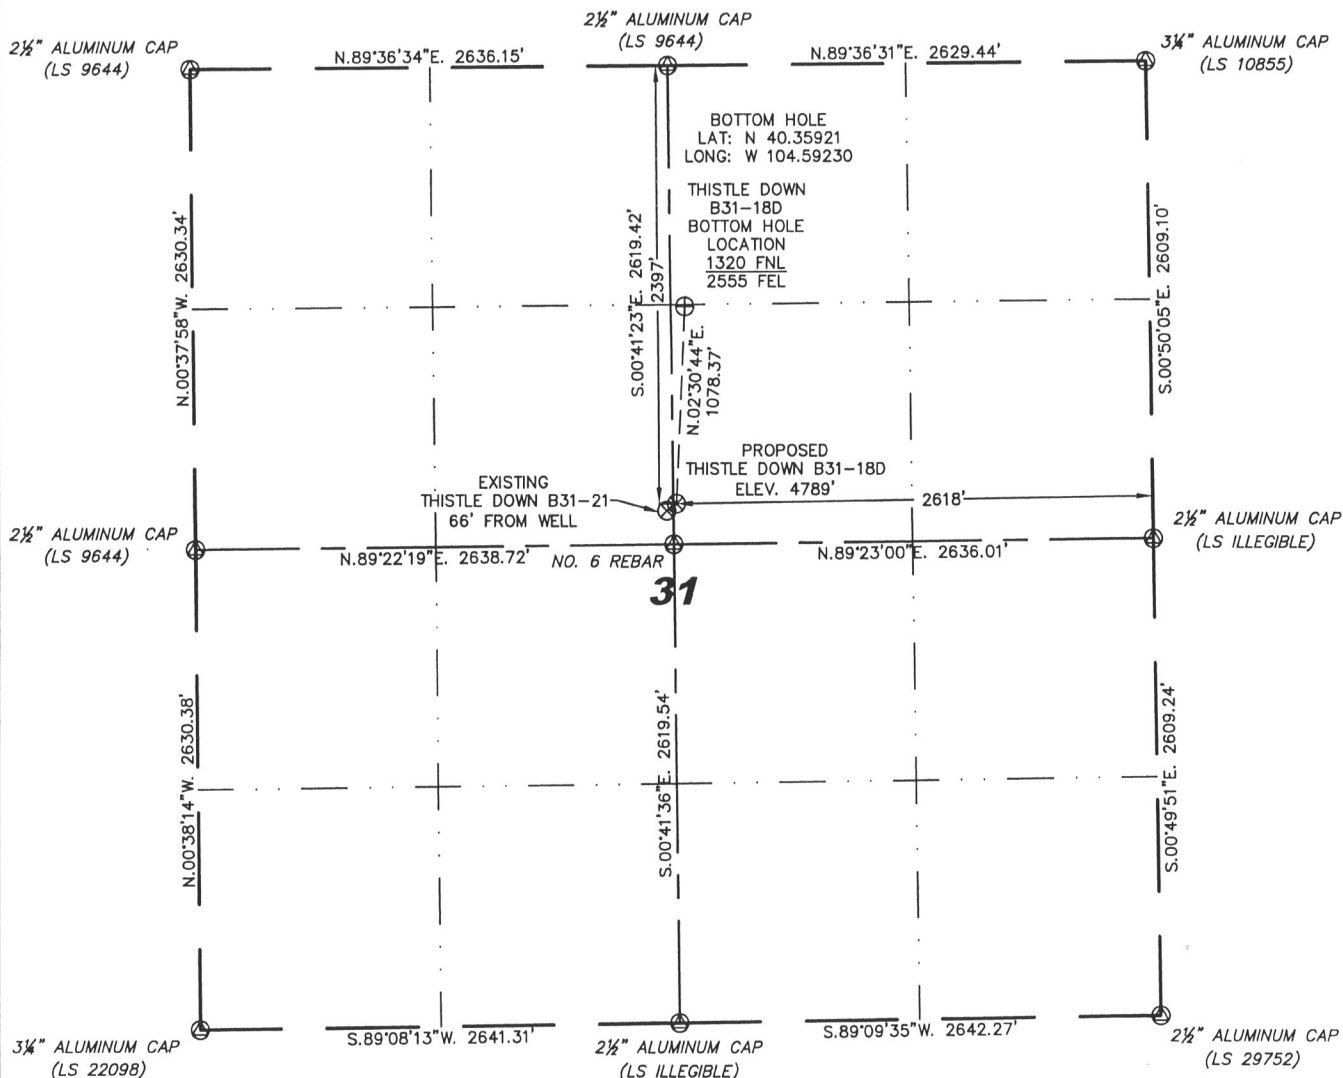 2½" ALUMINUM CAP
(LS 9644)
2½" ALUMINUM CAP
(LS 9644)
3¼" ALUMINUM CAP
(LS 10855)
N.89°36'34"E. 2636.15'
N.89°36'31"E. 2629.44'
BOTTOM HOLE
LAT: N 40.35921
LONG: W 104.59230
THISTLE DOWN
B31-18D
BOTTOM HOLE
LOCATION
1320 FNL
2555 FEL
N.00°37'58"W. 2630.34'
S.00°41'23"E. 2619.42'
2397'
N.02°30'44"E.
1078.37'
S.00°50'05"E. 2609.10'
PROPOSED
THISTLE DOWN B31-18D
ELEV. 4789'
EXISTING
THISTLE DOWN B31-21
66' FROM WELL
2618'
2½" ALUMINUM CAP
(LS 9644)
2½" ALUMINUM CAP
(LS ILLEGIBLE)
N.89°22'19"E. 2638.72'
NO. 6 REBAR
N.89°23'00"E. 2636.01'
31
N.00°38'14"W. 2630.38'
S.00°41'36"E. 2619.54'
S.00°49'51"E. 2609.24'
S.89°08'13"W. 2641.31'
S.89°09'35"W. 2642.27'
3¼" ALUMINUM CAP
(LS 22098)
2½" ALUMINUM CAP
(LS ILLEGIBLE)
2½" ALUMINUM CAP
(LS 29752)